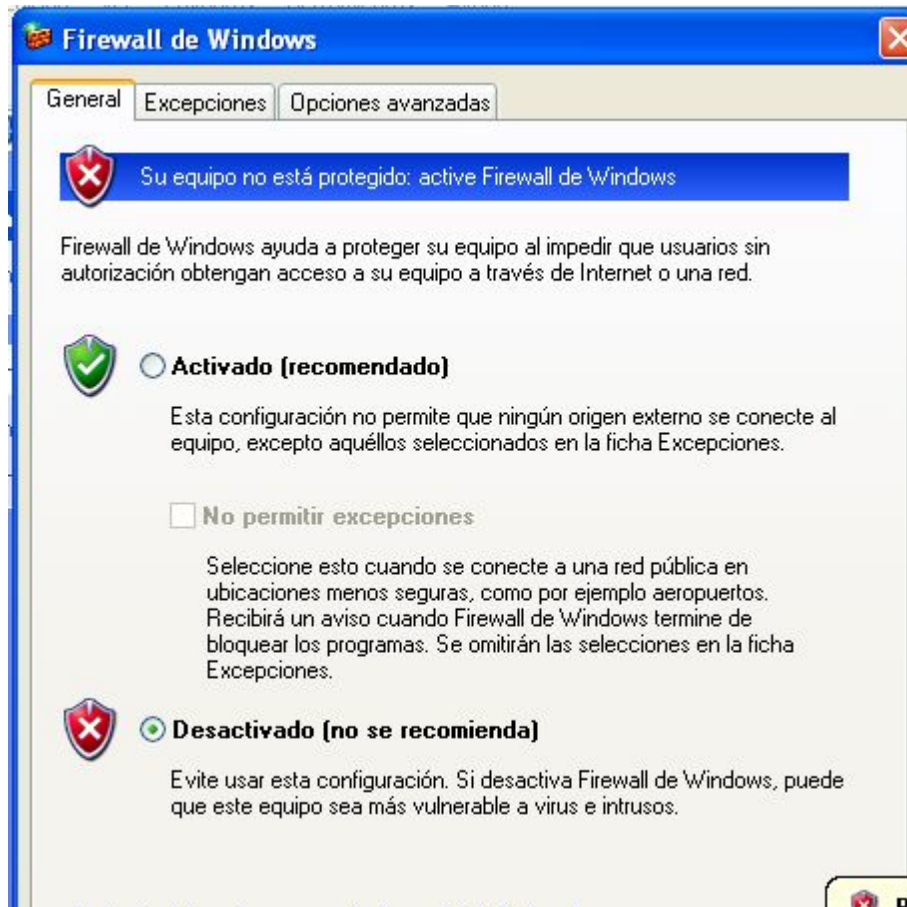 Firewall de Windows
General Excepciones Opciones avanzadas
Su equipo no está protegido: active Firewall de Windows
Firewall de Windows ayuda a proteger su equipo al impedir que usuarios sin
autorización obtengan acceso a su equipo a través de Internet o una red.
Activado (recomendado)
Esta configuración no permite que ningún origen externo se conecte al
equipo, excepto aquéllos seleccionados en la ficha Excepciones.
No permitir excepciones
Seleccione esto cuando se conecte a una red pública en
ubicaciones menos seguras, como por ejemplo aeropuertos.
Recibirá un aviso cuando Firewall de Windows termine de
bloquear los programas. Se omitirán las selecciones en la ficha
Excepciones.
Desactivado (no se recomienda)
Evite usar esta configuración. Si desactiva Firewall de Windows, puede
que este equipo sea más vulnerable a virus e intrusos.